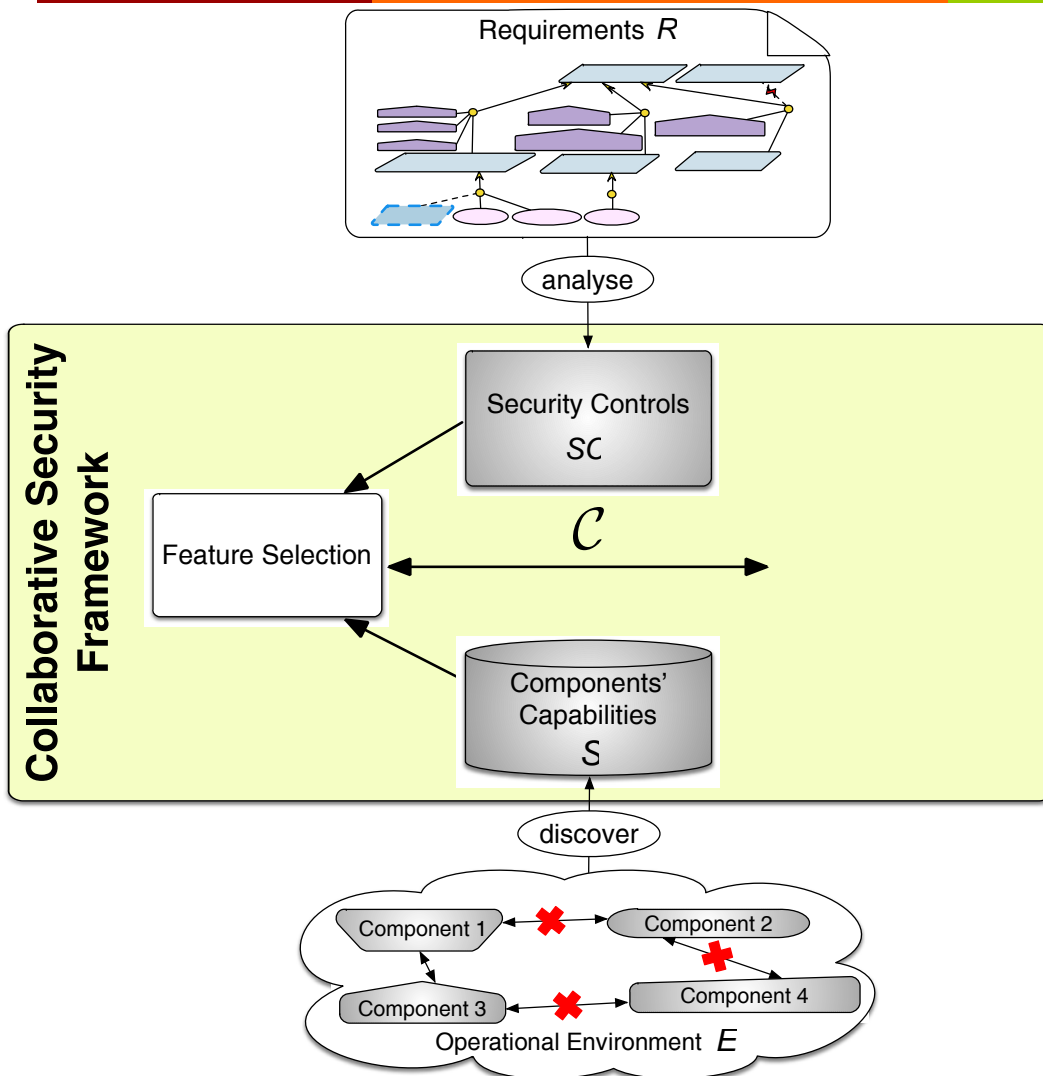 Requirements R
analyse
Collaborative Security
Framework
Security Controls
SC
Feature Selection
C
Components'
Capabilities
S
discover
Component 1
Component 2
Component 3
Component 4
Operational Environment E